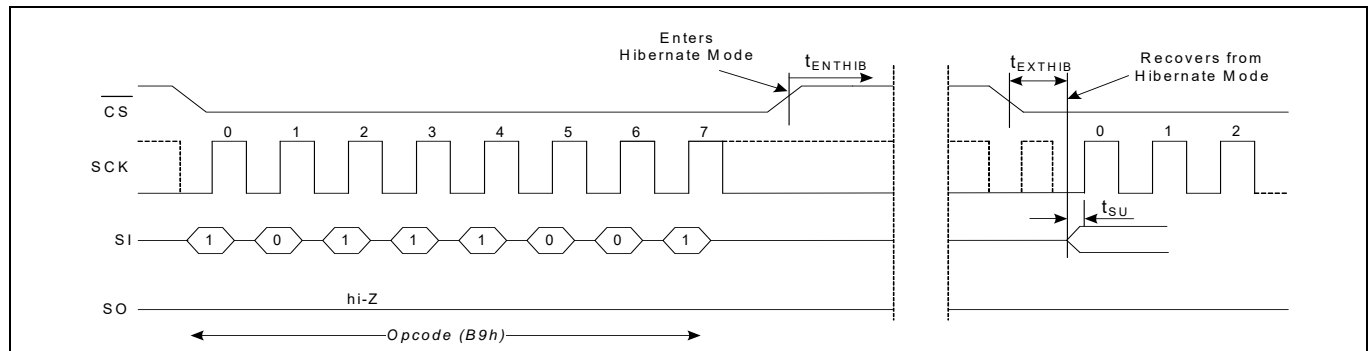 Enters
Hibernate Mode
tENTHIB
tEXTHIB
Recovers from
Hibernate Mode
CS
0 1 2 3 4 5 6 7 0 1 2
SCK
tSU
SI 1 0 1 1 1 0 0 1
hi-Z
SO
Opcode (B9h)